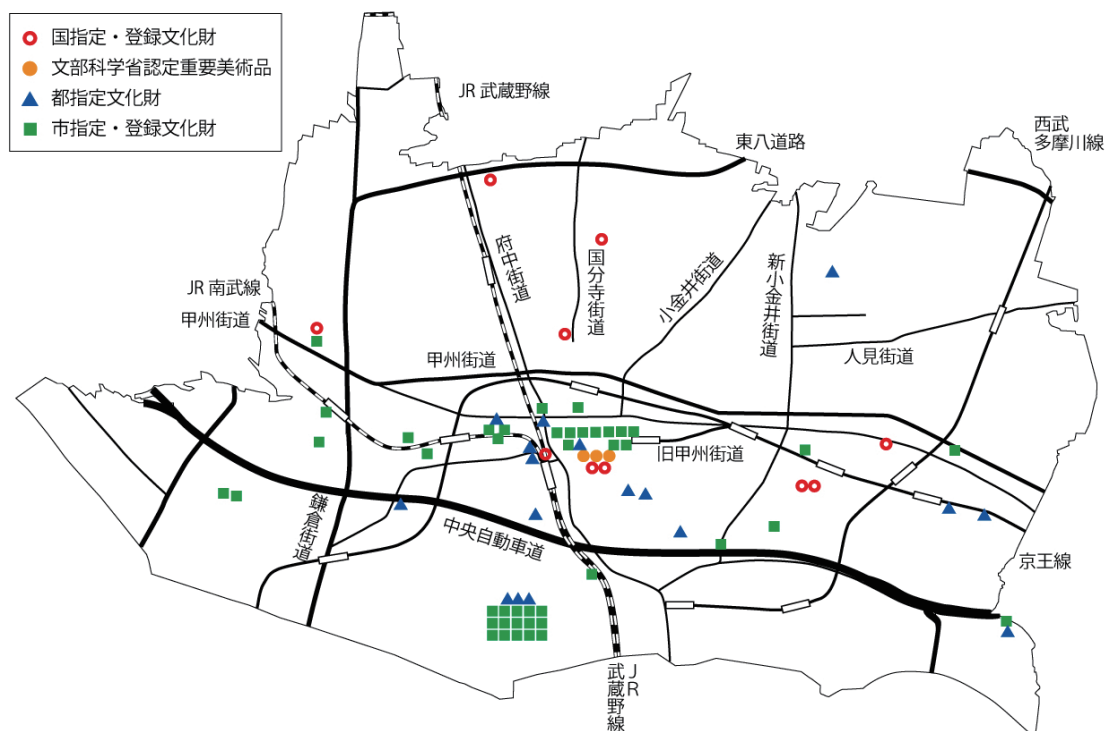 国指定・登録文化財
文部科学省認定重要美術品
都指定文化財
市指定・登録文化財
JR 武蔵野線
東八道路
西武
多摩川線
府中街道
国分寺街道
小金井街道
新小金井街道
JR 南武線
甲州街道
甲州街道
人見街道
旧甲州街道
鎌倉街道
中央自動車道
京王線
JR
武蔵野線